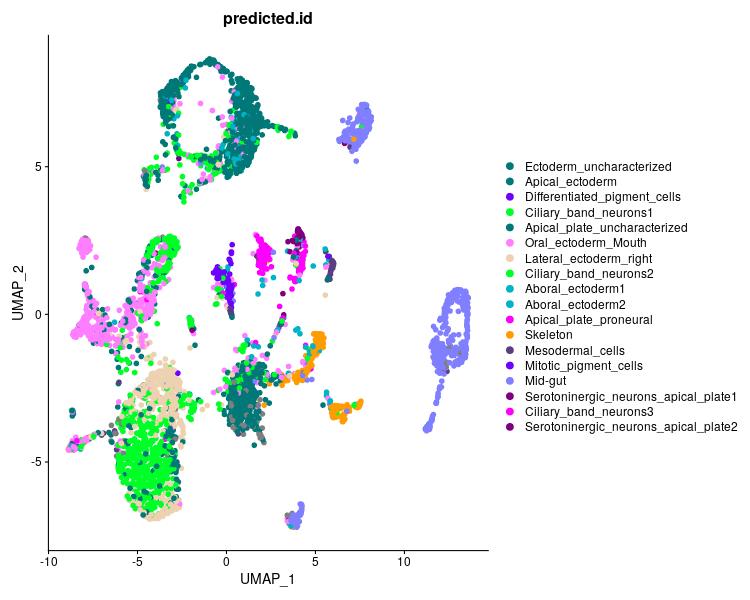 predicted.id
UMAP_2
5
0
-5
-10
-5
0
5
10
UMAP_1
Ectoderm_uncharacterized
Apical_ectoderm
Differentiated_pigment_cells
Ciliary_band_neurons1
Apical_plate_uncharacterized
Oral_ectoderm_Mouth
Lateral_ectoderm_right
Ciliary_band_neurons2
Aboral_ectoderm1
Aboral_ectoderm2
Apical_plate_proneural
Skeleton
Mesodermal_cells
Mitotic_pigment_cells
Mid-gut
Serotoninergic_neurons_apical_plate1
Ciliary_band_neurons3
Serotoninergic_neurons_apical_plate2